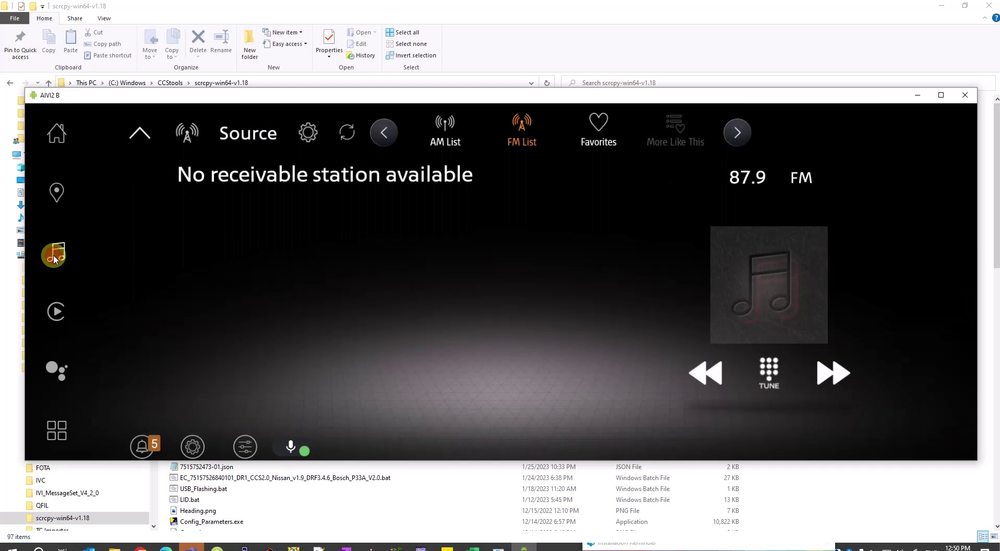 scrcpy-win64-v1.18
File Home Share View
Pin to Quick access
Copy
Paste
Cut
Copy path
Paste shortcut
Clipboard
Move to
Copy to
Delete
Rename
Organize
New folder
New item
Easy access
New
Properties
Open
Edit
History
Open
Select all
Select none
Invert selection
Select
This PC (C:) Windows CCStools scrcpy-win64-v1.18
Search scrcpy-win64-v1.18
AIVI2 B
Source
AM List
FM List
Favorites
More Like This
No receivable station available
87.9 FM
TUNE
5
FOTA
IVC
IVI_MessageSet_V4_2_0
QFIL
scrcpy-win64-v1.18
7515752473-01.json 1/25/2023 10:33 PM JSON File 2 KB
EC_75157526840101_DR1_CCS2.0_Nissan_v1.9_DRF3.4.6_Bosch_P33A_V2.0.bat 1/24/2023 6:38 PM Windows Batch File 27 KB
USB_Flashing.bat 1/18/2023 11:20 AM Windows Batch File 1 KB
LID.bat 1/12/2023 5:45 PM Windows Batch File 13 KB
Heading.png 12/15/2022 12:10 PM PNG File 7 KB
Config_Parameters.exe 12/14/2022 6:57 PM Application 10,822 KB
97 items
Installation Reminder
12:50 PM